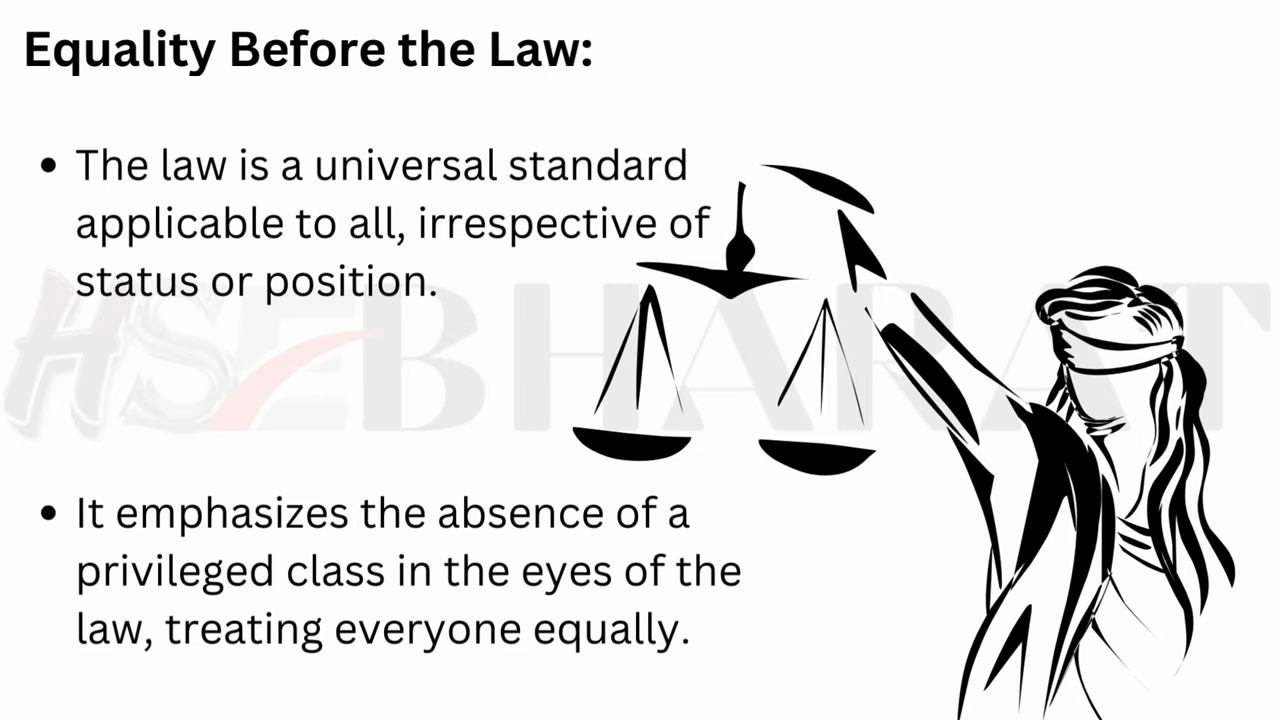 Equality Before the Law:
• The law is a universal standard
applicable to all, irrespective of
status or position.
HSEBHARAT
• It emphasizes the absence of a
privileged class in the eyes of the
law, treating everyone equally.